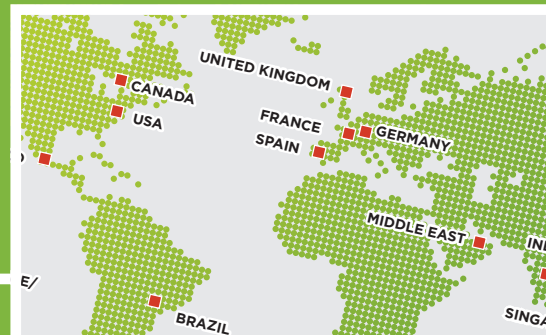 UNITED KINGDOM
CANADA
USA
FRANCE
GERMANY
SPAIN
MIDDLE EAST
E/
BRAZIL